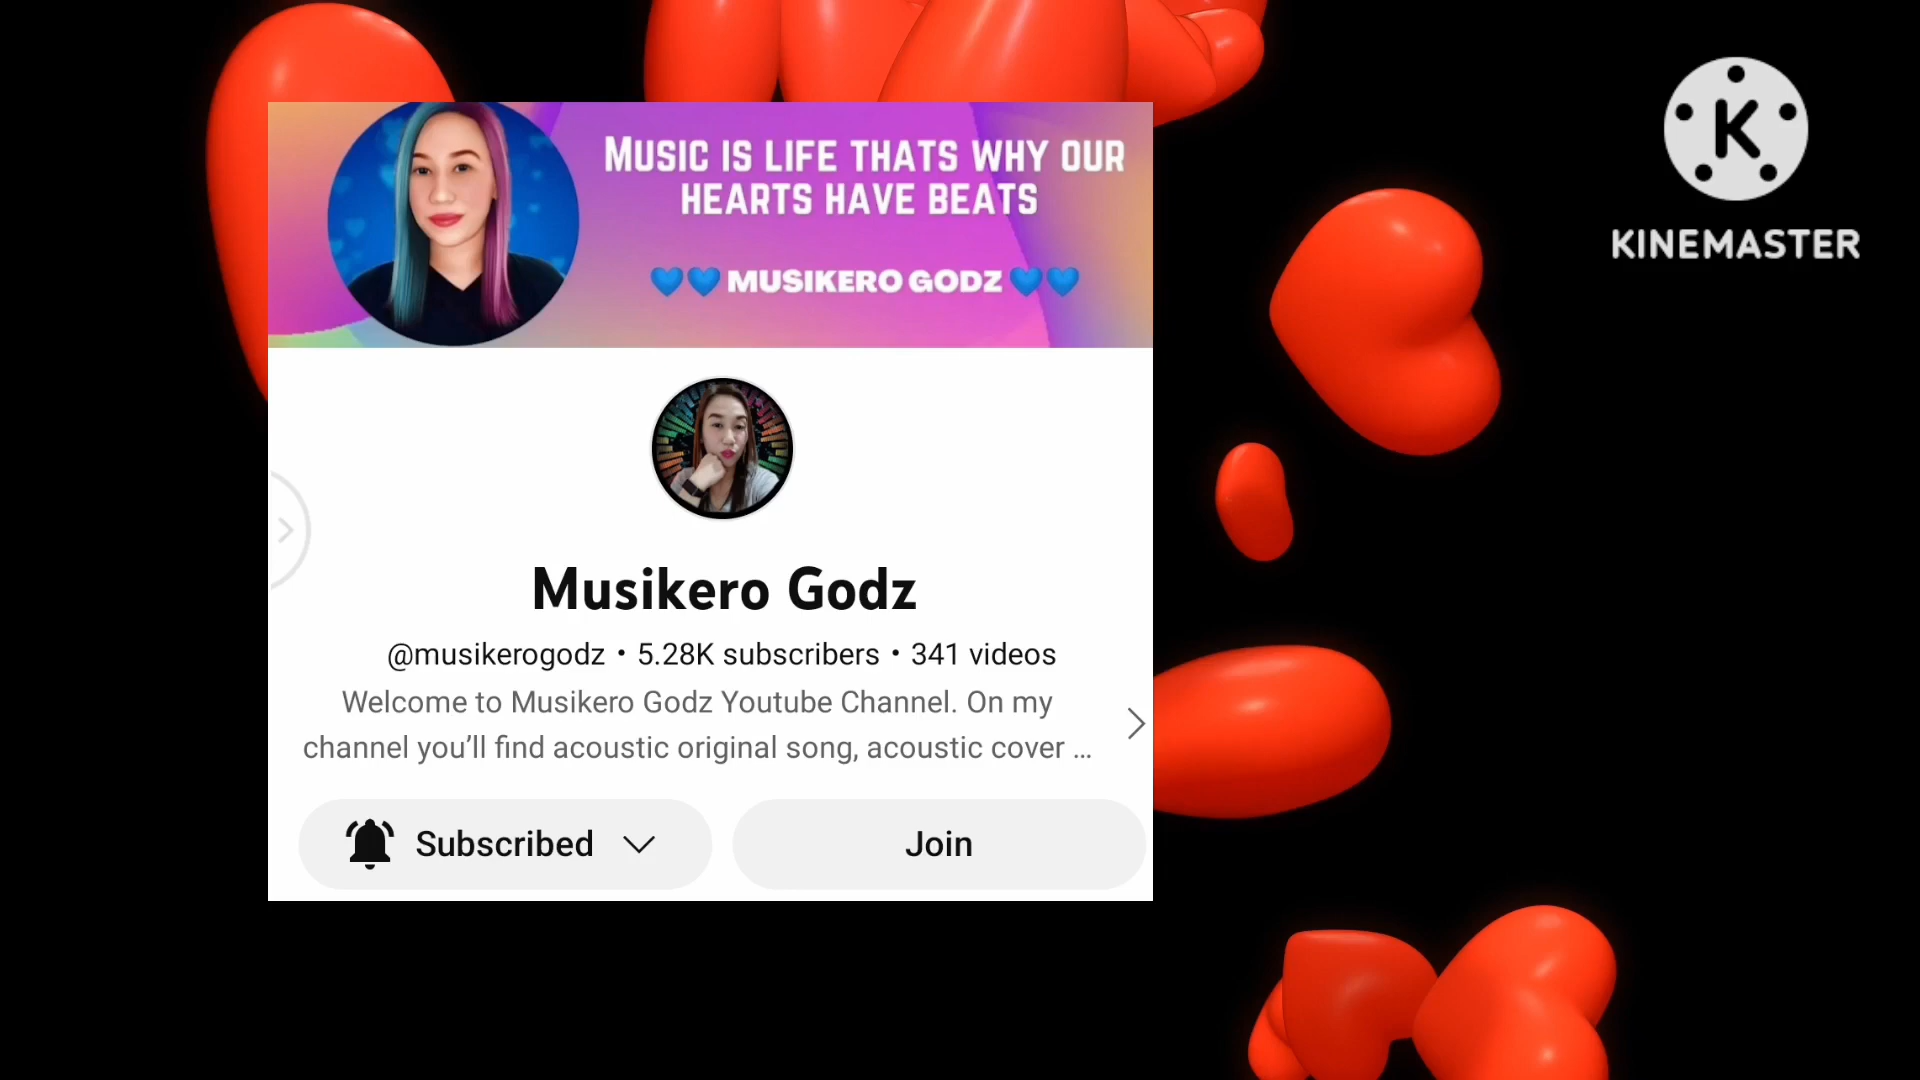 MUSIC IS LIFE THATS WHY OUR
HEARTS HAVE BEATS
💙💙 MUSIKERO GODZ 💙💙
K
KINEMASTER
Musikero Godz
@musikerogodz • 5.28K subscribers • 341 videos
Welcome to Musikero Godz Youtube Channel. On my
channel you’ll find acoustic original song, acoustic cover ...
Subscribed
Join